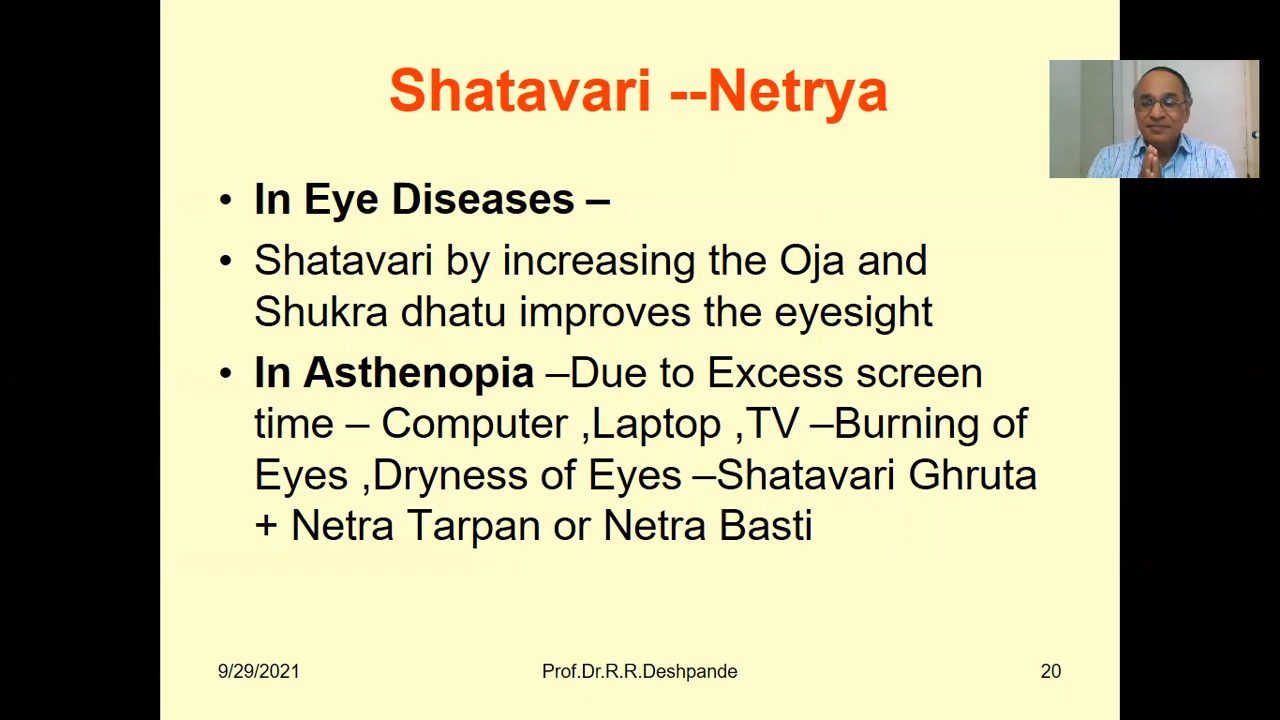 Shatavari --Netrya
• In Eye Diseases –
• Shatavari by increasing the Oja and
Shukra dhatu improves the eyesight
• In Asthenopia –Due to Excess screen
time – Computer ,Laptop ,TV –Burning of
Eyes ,Dryness of Eyes –Shatavari Ghruta
+ Netra Tarpan or Netra Basti
9/29/2021 Prof.Dr.R.R.Deshpande 20